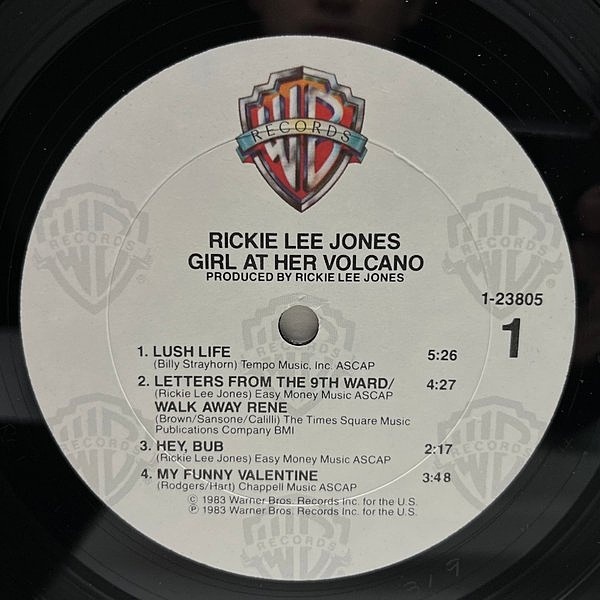 WB
RECORDS
RICKIE LEE JONES
GIRL AT HER VOLCANO
PRODUCED BY RICKIE LEE JONES
1-23805
1
1. LUSH LIFE 5:26
(Billy Strayhorn) Tempo Music, Inc. ASCAP
2. LETTERS FROM THE 9TH WARD/ 4:27
(Rickie Lee Jones) Easy Money Music ASCAP
WALK AWAY RENE
(Brown/Sansone/Calilli) The Times Square Music
Publications Company BMI
3. HEY, BUB 2:17
(Rickie Lee Jones) Easy Money Music ASCAP
4. MY FUNNY VALENTINE 3:48
(Rodgers/Hart) Chappell Music ASCAP
© 1983 Warner Bros. Records Inc. for the U.S.
℗ 1983 Warner Bros. Records Inc. for the U.S.